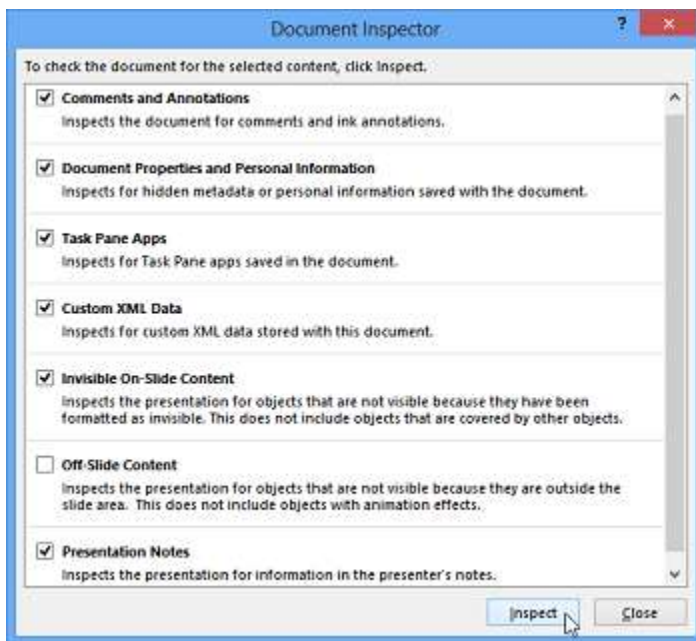 Document Inspector
?
To check the document for the selected content, click Inspect.
Comments and Annotations
Inspects the document for comments and ink annotations.
Document Properties and Personal Information
Inspects for hidden metadata or personal information saved with the document.
Task Pane Apps
Inspects for Task Pane apps saved in the document.
Custom XML Data
Inspects for custom XML data stored with this document.
Invisible On-Slide Content
Inspects the presentation for objects that are not visible because they have been
formatted as invisible. This does not include objects that are covered by other objects.
Off-Slide Content
Inspects the presentation for objects that are not visible because they are outside the
slide area.  This does not include objects with animation effects.
Presentation Notes
Inspects the presentation for information in the presenter's notes.
Inspect
Close